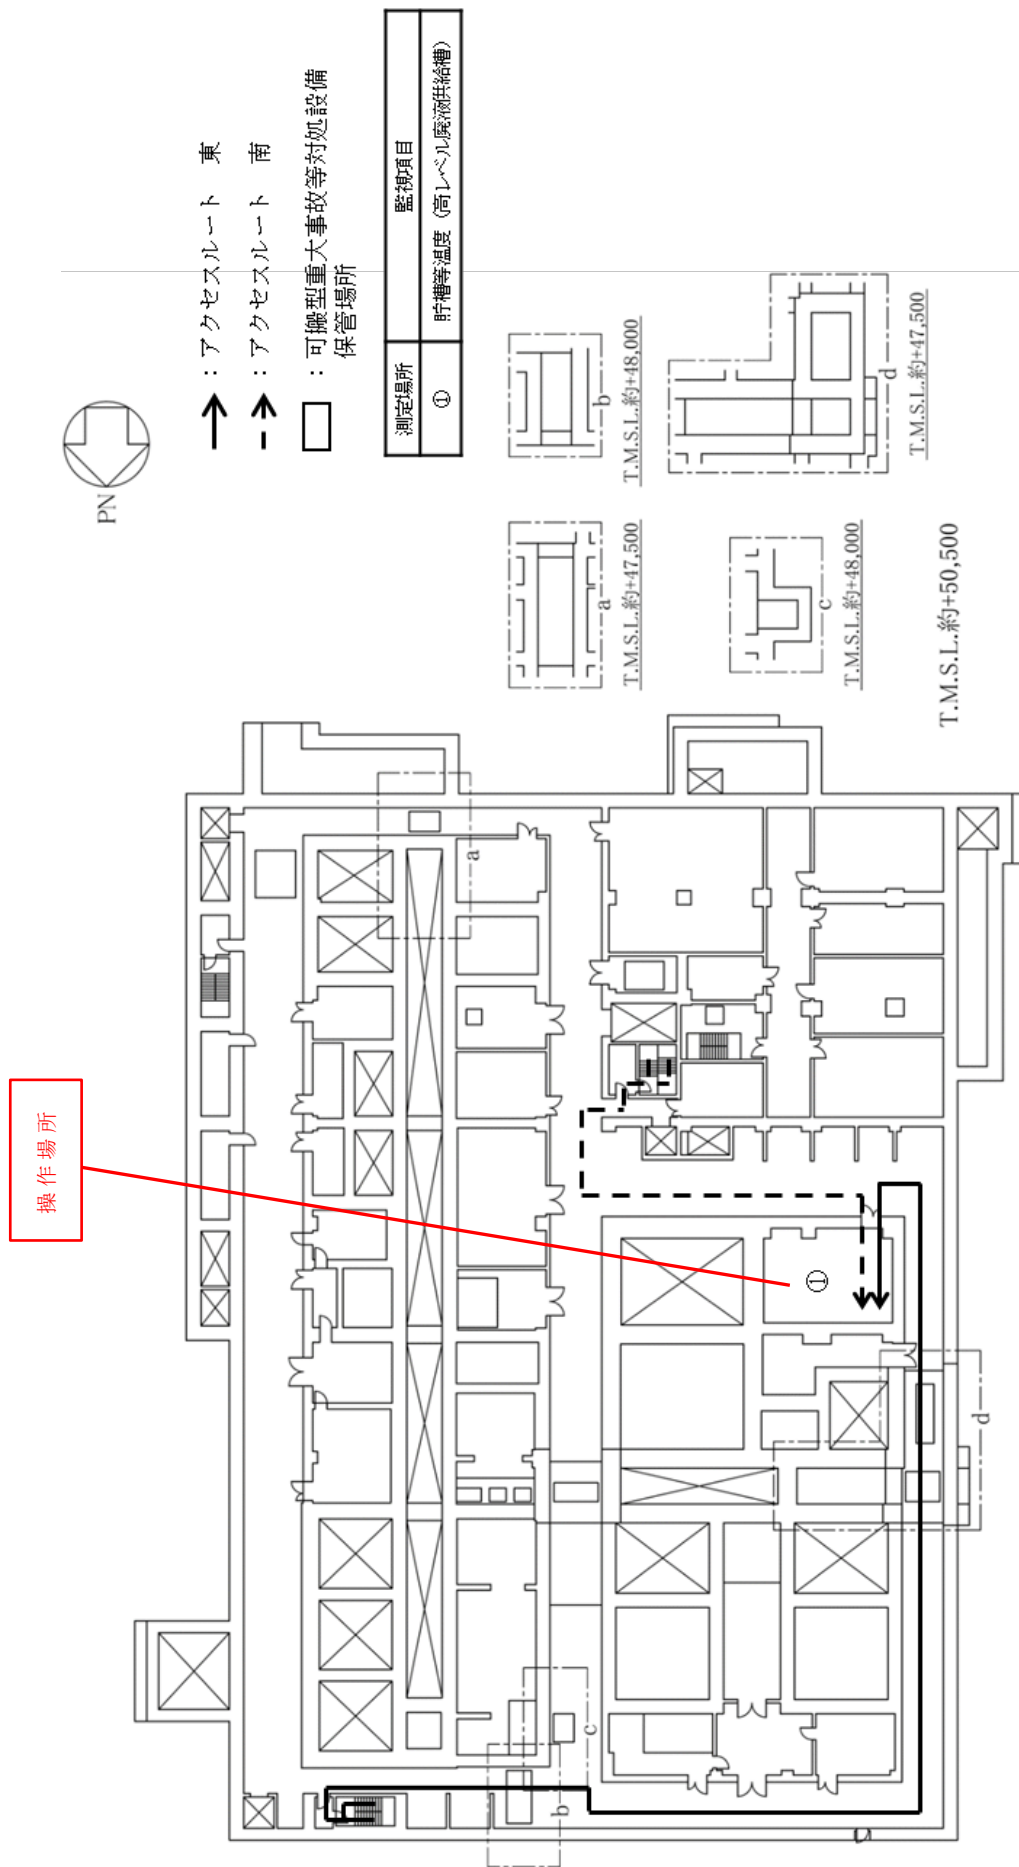 PN
：アクセスルート 東
：アクセスルート 南
：可搬型重大事故等対処設備
保管場所
測定場所 監視項目
① 貯槽等温度（高レベル廃液供給槽）
a
T.M.S.L.約+47,500
b
T.M.S.L.約+48,000
c
T.M.S.L.約+48,000
d
T.M.S.L.約+47,500
T.M.S.L.約+50,500
操作場所
①
a
b
c
d